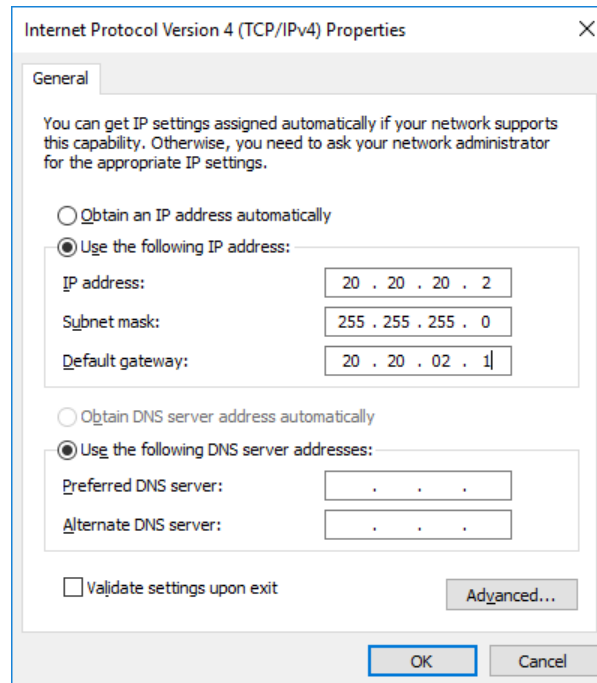 Internet Protocol Version 4 (TCP/IPv4) Properties
General
You can get IP settings assigned automatically if your network supports
this capability. Otherwise, you need to ask your network administrator
for the appropriate IP settings.
Obtain an IP address automatically
Use the following IP address:
IP address: 20 . 20 . 20 . 2
Subnet mask: 255 . 255 . 255 . 0
Default gateway: 20 . 20 . 02 . 1
Obtain DNS server address automatically
Use the following DNS server addresses:
Preferred DNS server: . . .
Alternate DNS server: . . .
Validate settings upon exit
Advanced...
OK Cancel